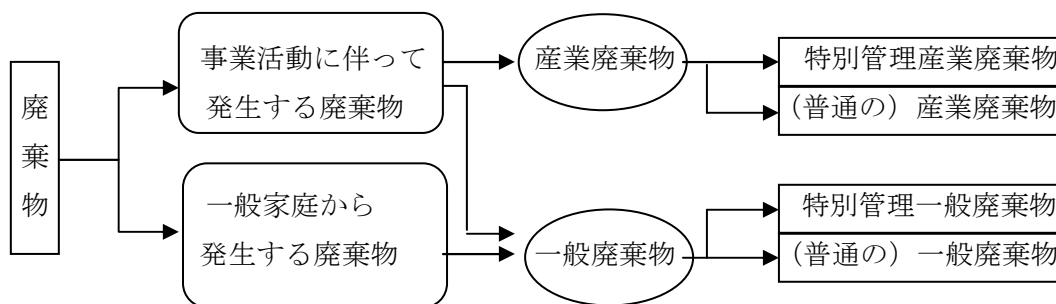 廃棄物
事業活動に伴って
発生する廃棄物
一般家庭から
発生する廃棄物
産業廃棄物
一般廃棄物
特別管理産業廃棄物
(普通の）産業廃棄物
特別管理一般廃棄物
(普通の）一般廃棄物